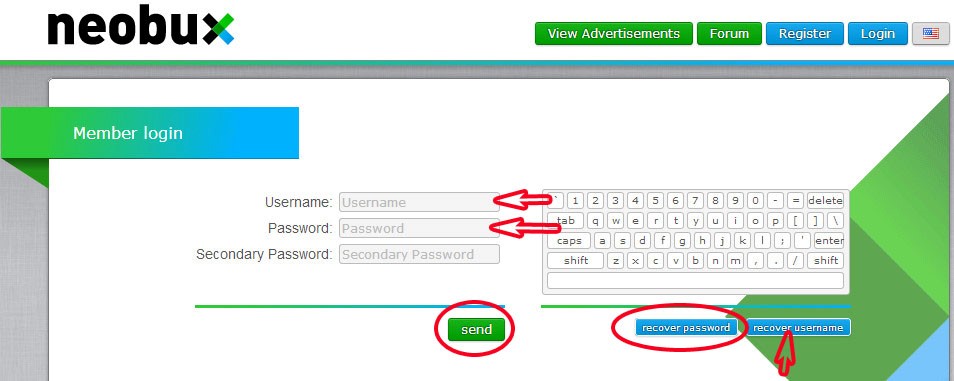 neobux
View Advertisements Forum Register Login
Member login
Username: Username
Password: Password
Secondary Password: Secondary Password
` 1 2 3 4 5 6 7 8 9 0 - = delete
tab q w e r t y u i o p [ ] \
caps a s d f g h j k l ; ' enter
shift z x c v b n m , . / shift
send
recover password recover username